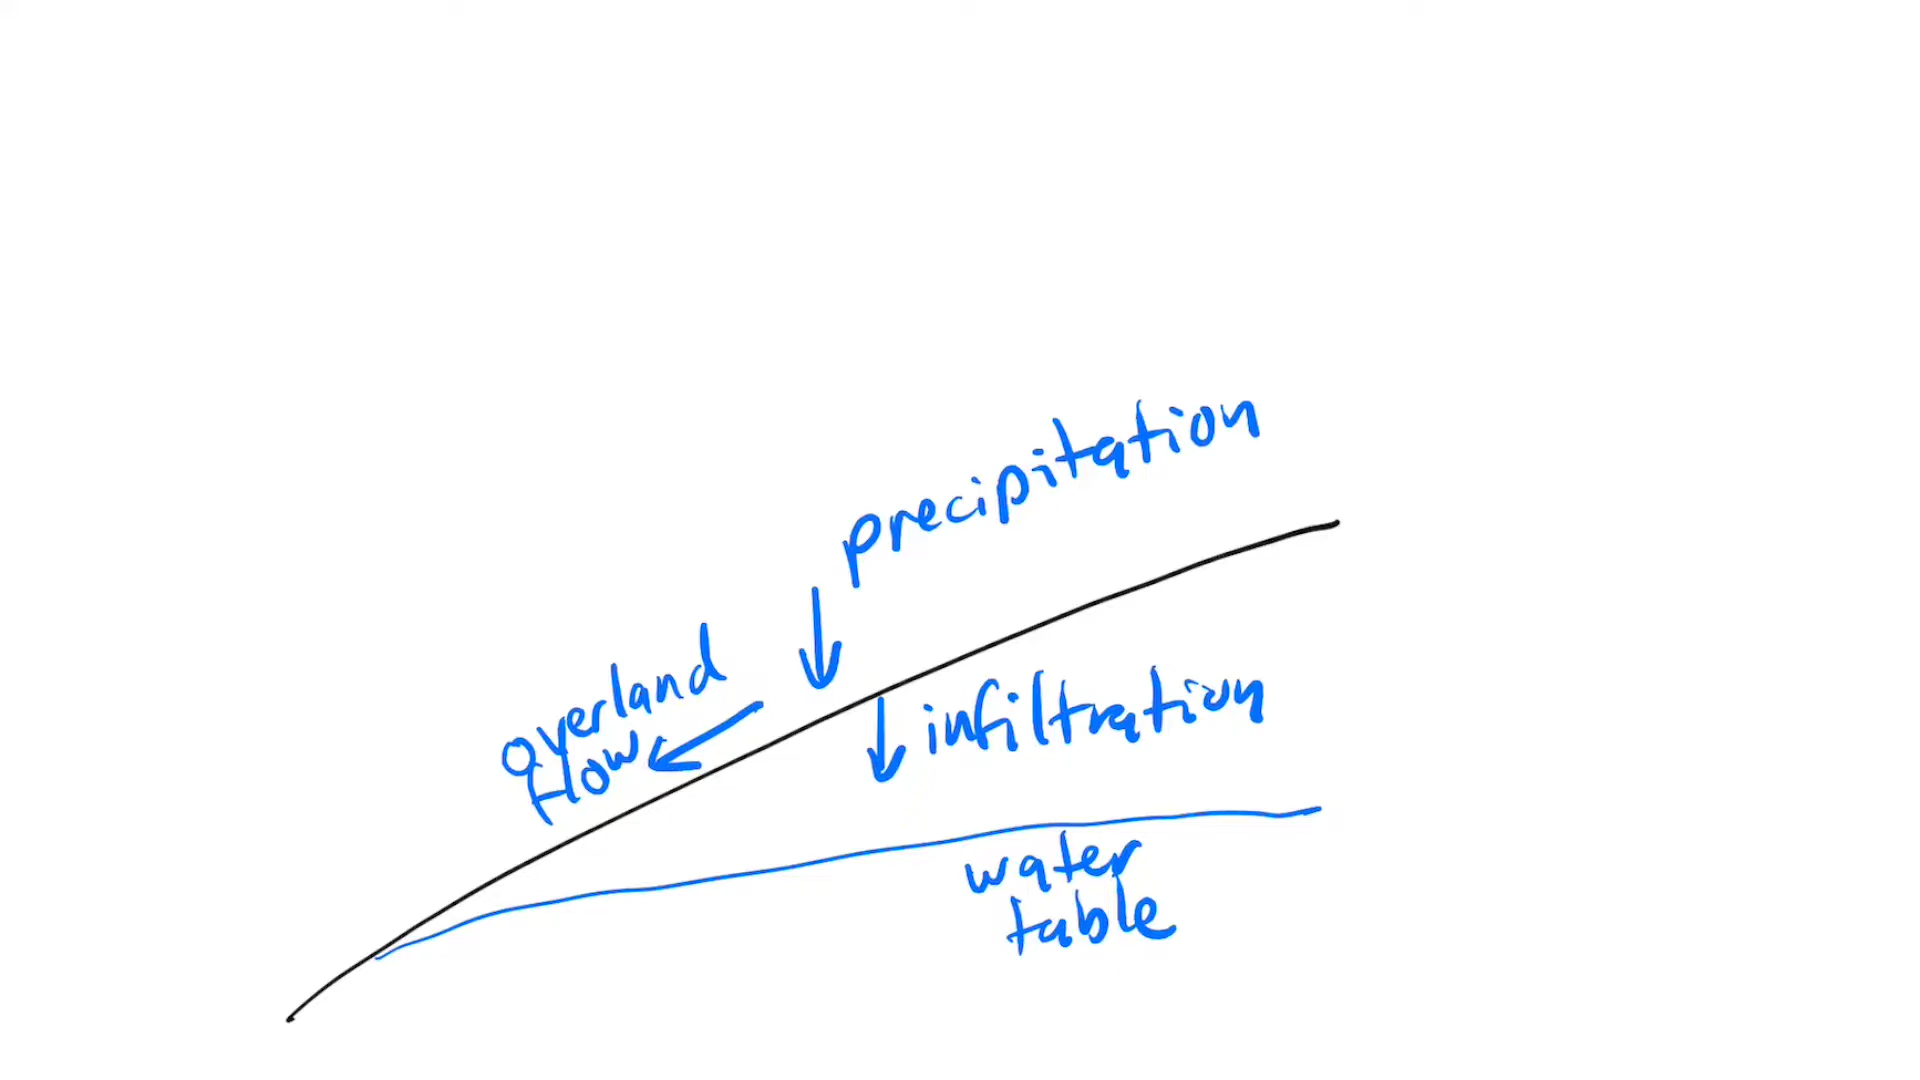 precipitation
overland
flow
infiltration
water
table